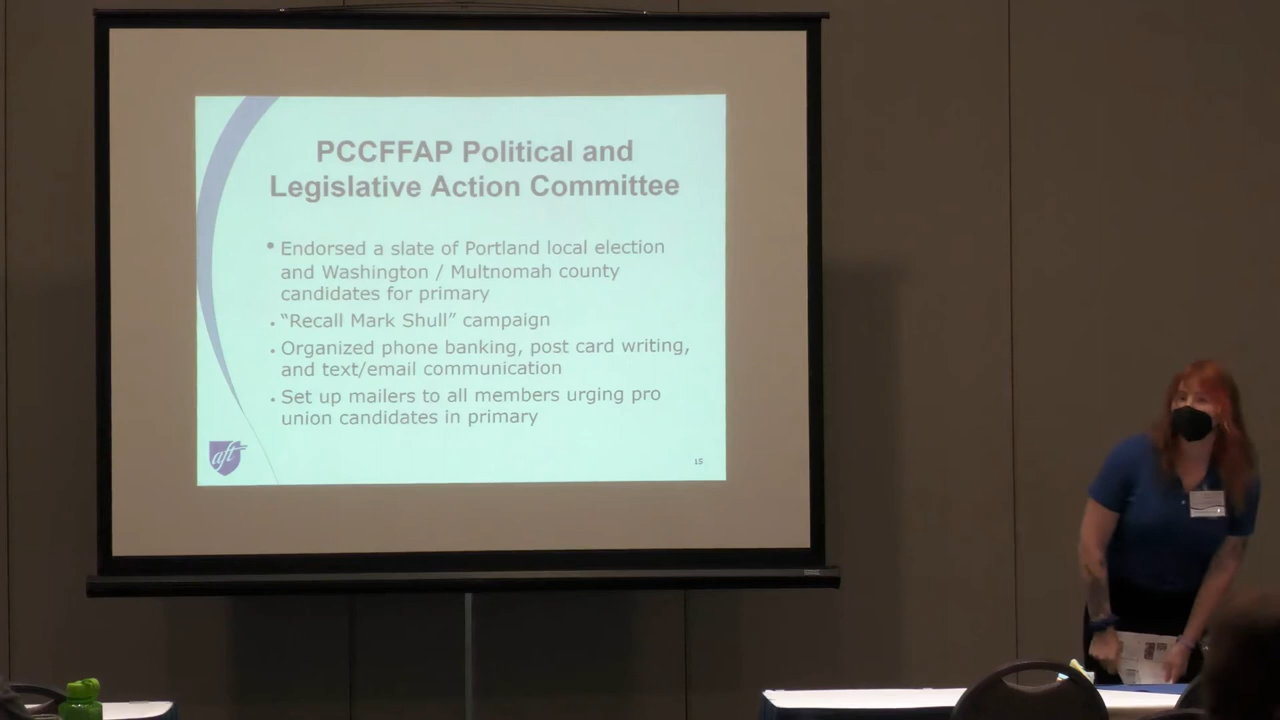 PCCFFAP Political and
Legislative Action Committee
• Endorsed a slate of Portland local election
and Washington / Multnomah county
candidates for primary
• “Recall Mark Shull” campaign
• Organized phone banking, post card writing,
and text/email communication
• Set up mailers to all members urging pro
union candidates in primary
aft
15